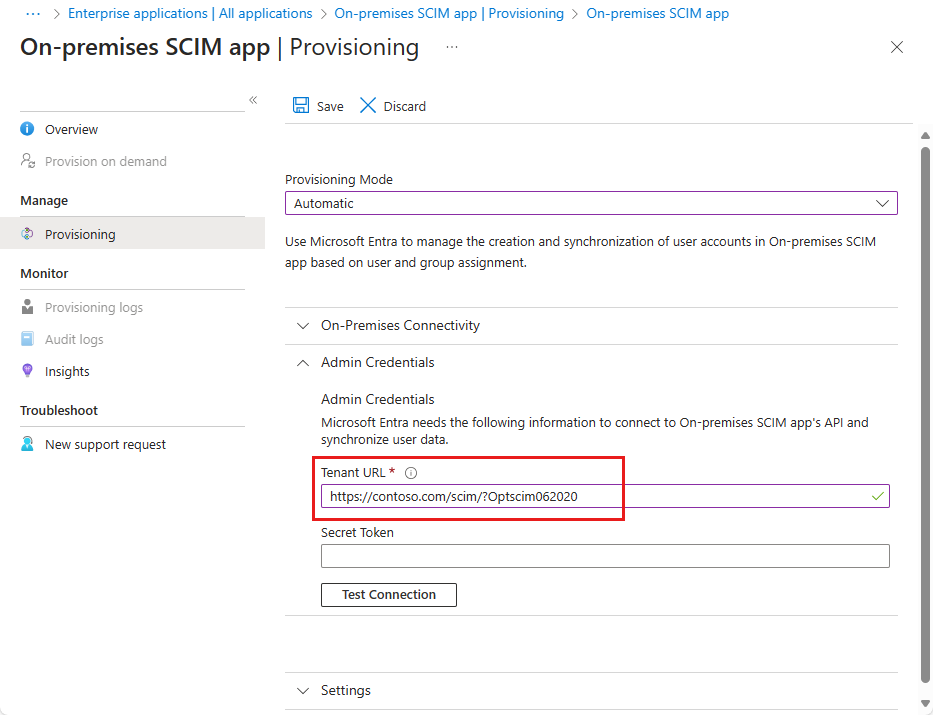 ··· > Enterprise applications | All applications > On-premises SCIM app | Provisioning > On-premises SCIM app
On-premises SCIM app | Provisioning ···
«
Overview
Provision on demand
Manage
Provisioning
Monitor
Provisioning logs
Audit logs
Insights
Troubleshoot
New support request
Save Discard
Provisioning Mode
Automatic
Use Microsoft Entra to manage the creation and synchronization of user accounts in On-premises SCIM
app based on user and group assignment.
On-Premises Connectivity
Admin Credentials
Admin Credentials
Microsoft Entra needs the following information to connect to On-premises SCIM app's API and
synchronize user data.
Tenant URL *
https://contoso.com/scim/?Optscim062020
Secret Token
Test Connection
Settings